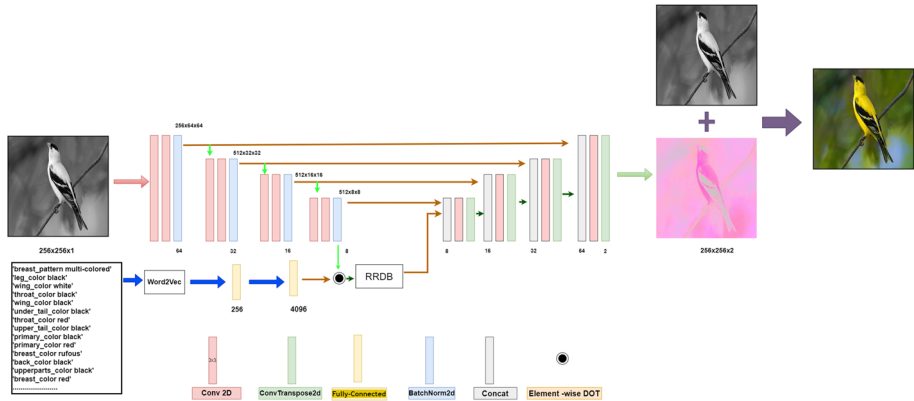 256x64x64
512x32x32
512x16x16
512x8x8
256x256x1
64
32
16
8
8
16
32
64
2
256x256x2
'breast_pattern multi-colored'
'leg_color black'
'wing_color white'
'throat_color black'
'wing_color black'
'under_tail_color black'
'throat_color red'
'upper_tail_color black'
'primary_color black'
'primary_color red'
'breast_color rufous'
'back_color black'
'upperparts_color black'
'breast_color red'
......................
Word2Vec
256
4096
RRDB
3x3
Conv 2D
ConvTranspose2d
Fully-Connected
BatchNorm2d
Concat
Element -wise DOT